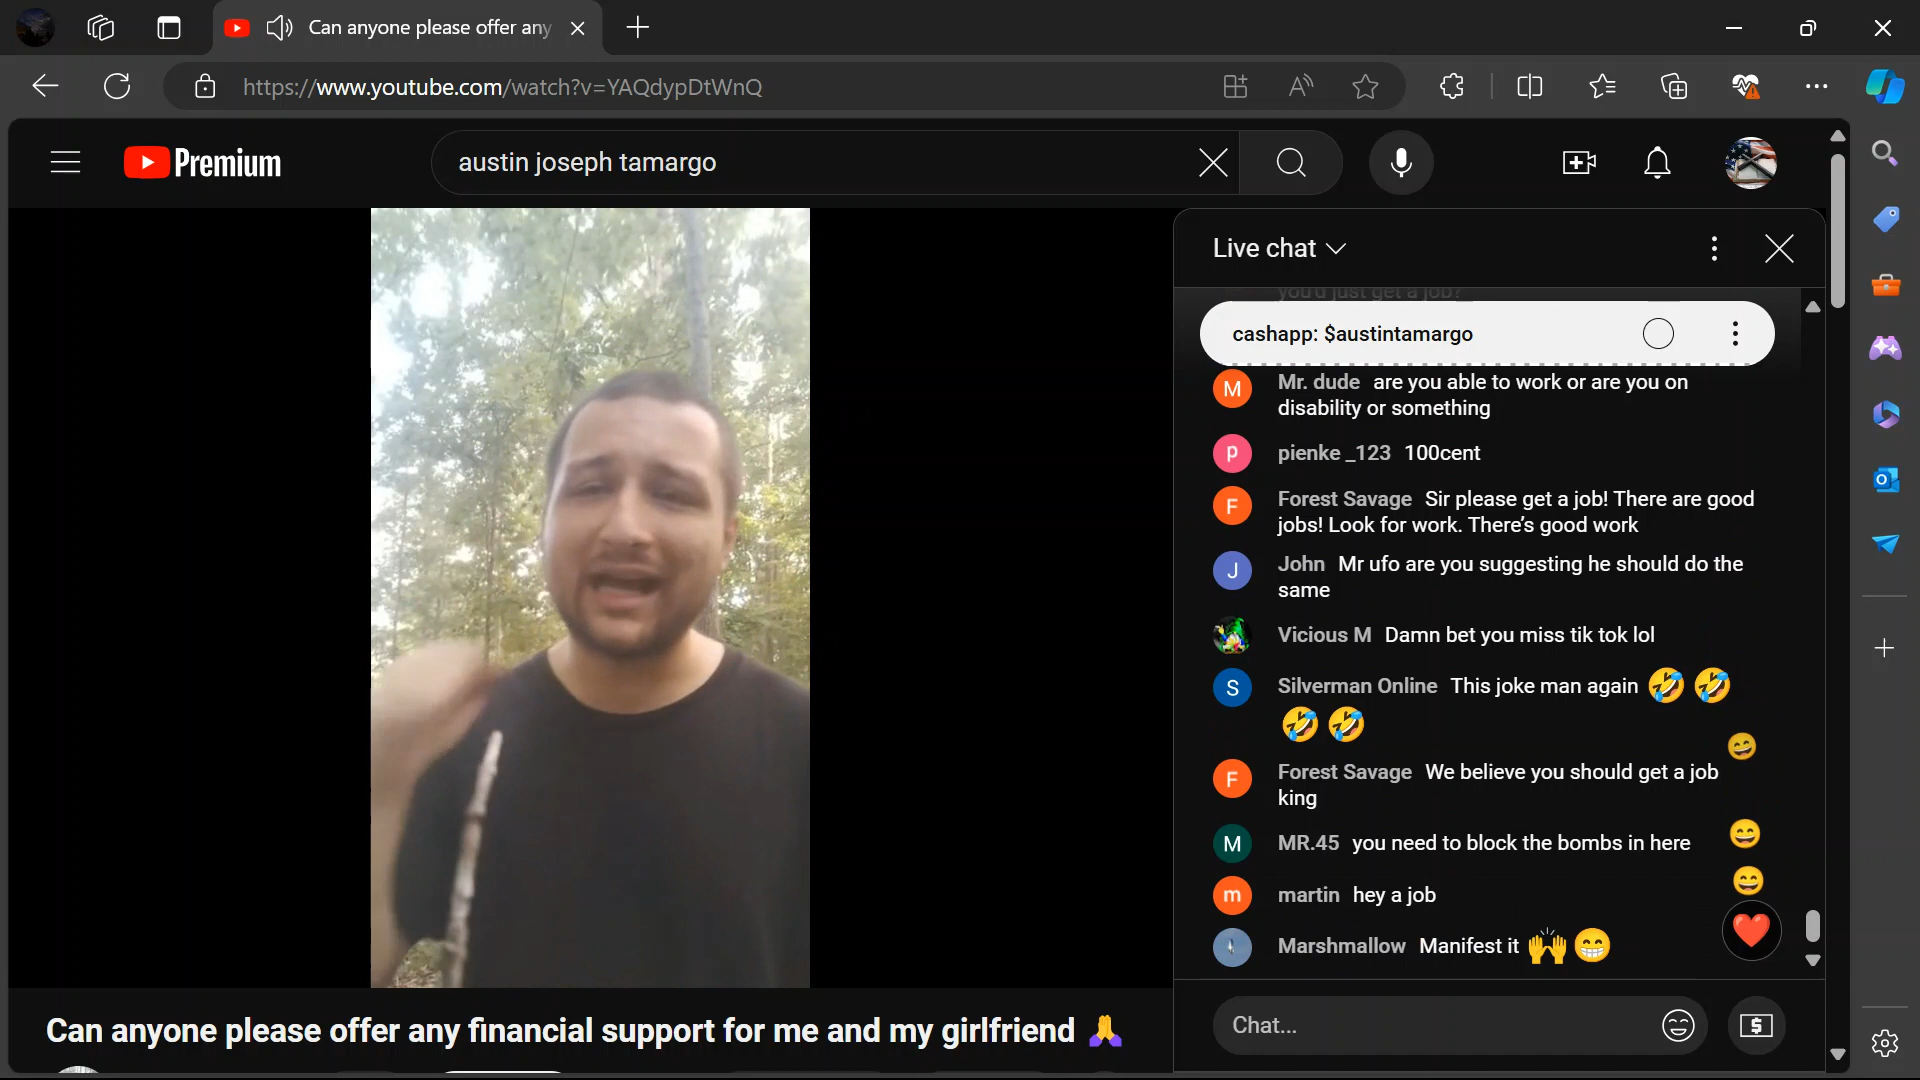 Can anyone please offer any
https://www.youtube.com/watch?v=YAQdypDtWnQ
Premium
austin joseph tamargo
Live chat
you'd just get a job?
cashapp: $austintamargo
M Mr. dude are you able to work or are you on
disability or something
p pienke _123 100cent
F Forest Savage Sir please get a job! There are good
jobs! Look for work. There's good work
J John Mr ufo are you suggesting he should do the
same
Vicious M Damn bet you miss tik tok lol
S Silverman Online This joke man again 🤣 🤣
🤣 🤣
F Forest Savage We believe you should get a job
king
M MR.45 you need to block the bombs in here
m martin hey a job
Marshmallow Manifest it 🙌 😁
Chat...
Can anyone please offer any financial support for me and my girlfriend 🙏